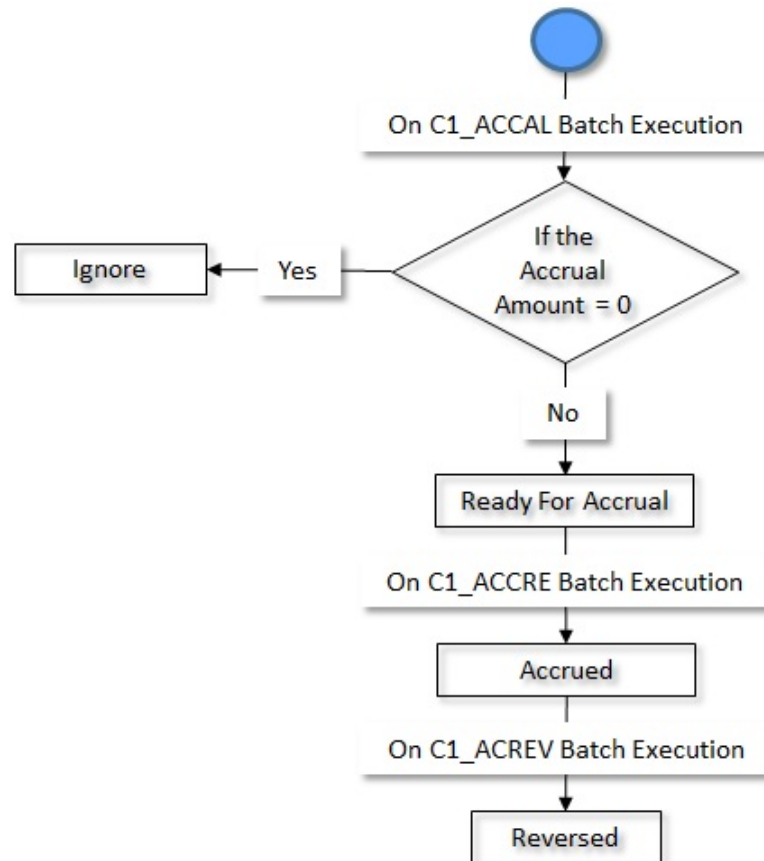 On C1_ACCAL Batch Execution
If the
Accrual
Amount = 0
Yes
Ignore
No
Ready For Accrual
On C1_ACCRE Batch Execution
Accrued
On C1_ACREV Batch Execution
Reversed